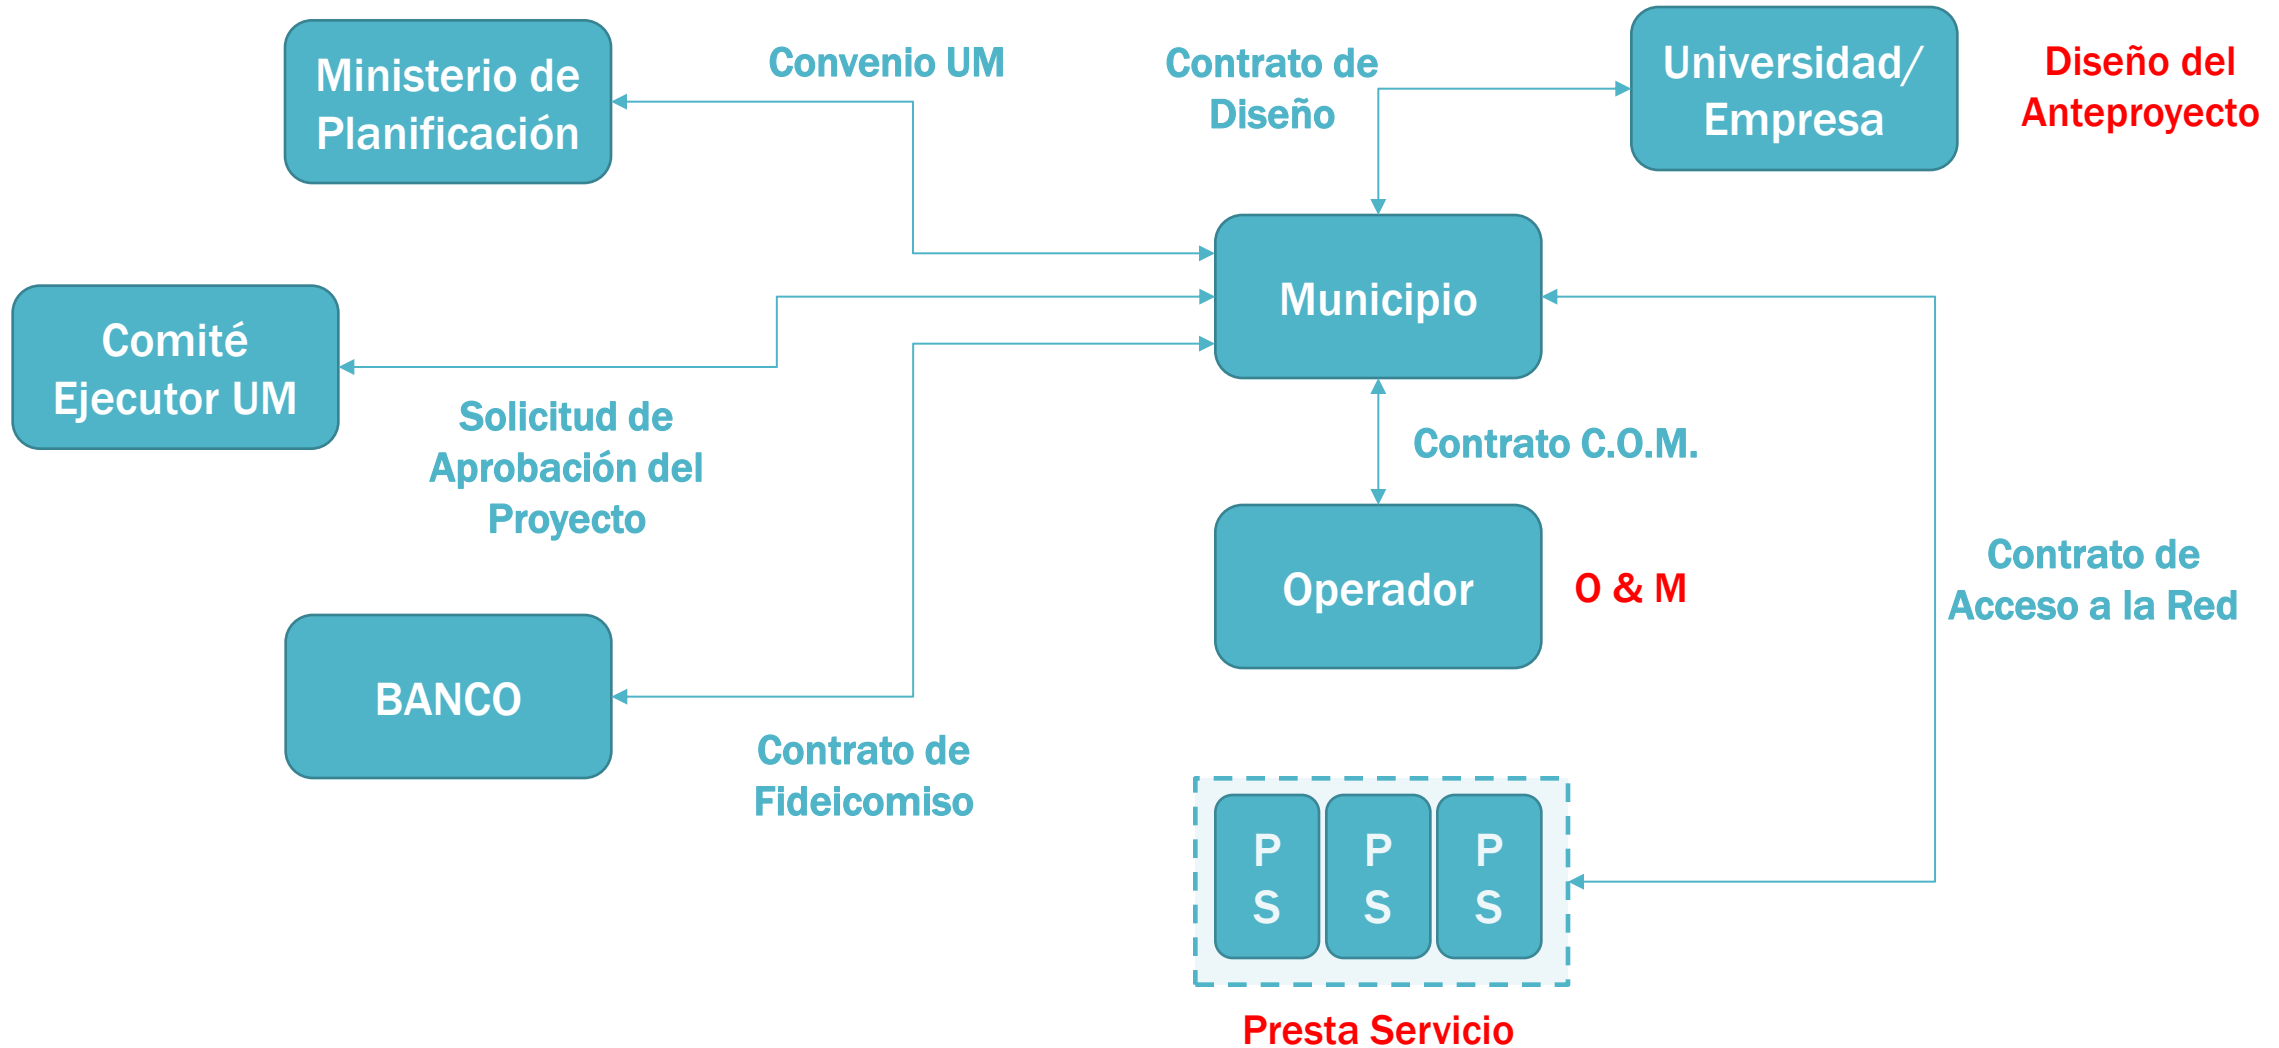 Ministerio de
Planificación
Convenio UM
Contrato de
Diseño
Universidad/
Empresa
Diseño del
Anteproyecto
Municipio
Comité
Ejecutor UM
Solicitud de
Aprobación del
Proyecto
Contrato C.O.M.
Operador
O & M
Contrato de
Acceso a la Red
BANCO
Contrato de
Fideicomiso
P
S
P
S
P
S
Presta Servicio